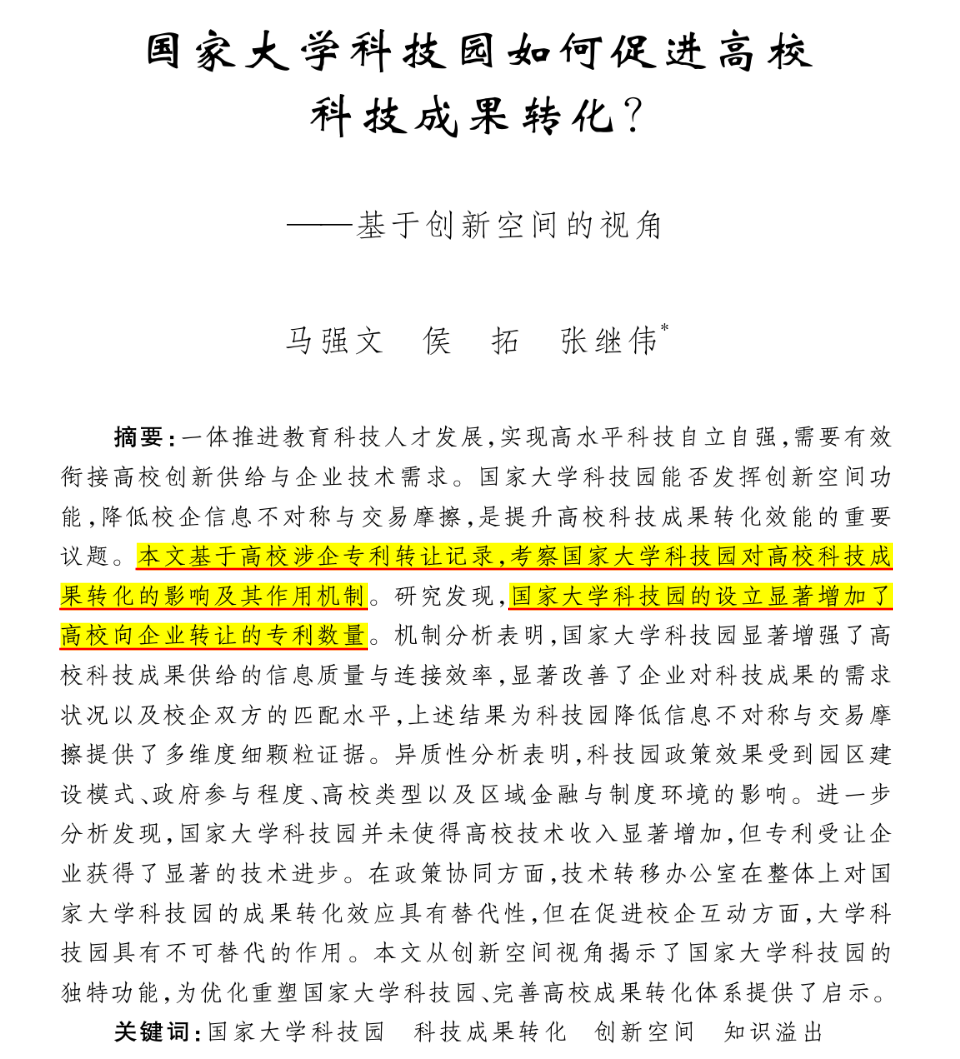 国家大学科技园如何促进高校
科技成果转化?
——基于创新空间的视角
马强文 侯 拓 张继伟*
摘要:一体推进教育科技人才发展,实现高水平科技自立自强,需要有效
衔接高校创新供给与企业技术需求。国家大学科技园能否发挥创新空间功
能,降低校企信息不对称与交易摩擦,是提升高校科技成果转化效能的重要
议题。本文基于高校涉企专利转让记录,考察国家大学科技园对高校科技成
果转化的影响及其作用机制。研究发现,国家大学科技园的设立显著增加了
高校向企业转让的专利数量。机制分析表明,国家大学科技园显著增强了高
校科技成果供给的信息质量与连接效率,显著改善了企业对科技成果的需求
状况以及校企双方的匹配水平,上述结果为科技园降低信息不对称与交易摩
擦提供了多维度细颗粒证据。异质性分析表明,科技园政策效果受到园区建
设模式、政府参与程度、高校类型以及区域金融与制度环境的影响。进一步
分析发现,国家大学科技园并未使得高校技术收入显著增加,但专利受让企
业获得了显著的技术进步。在政策协同方面,技术转移办公室在整体上对国
家大学科技园的成果转化效应具有替代性,但在促进校企互动方面,大学科
技园具有不可替代的作用。本文从创新空间视角揭示了国家大学科技园的
独特功能,为优化重塑国家大学科技园、完善高校成果转化体系提供了启示。
关键词:国家大学科技园 科技成果转化 创新空间 知识溢出